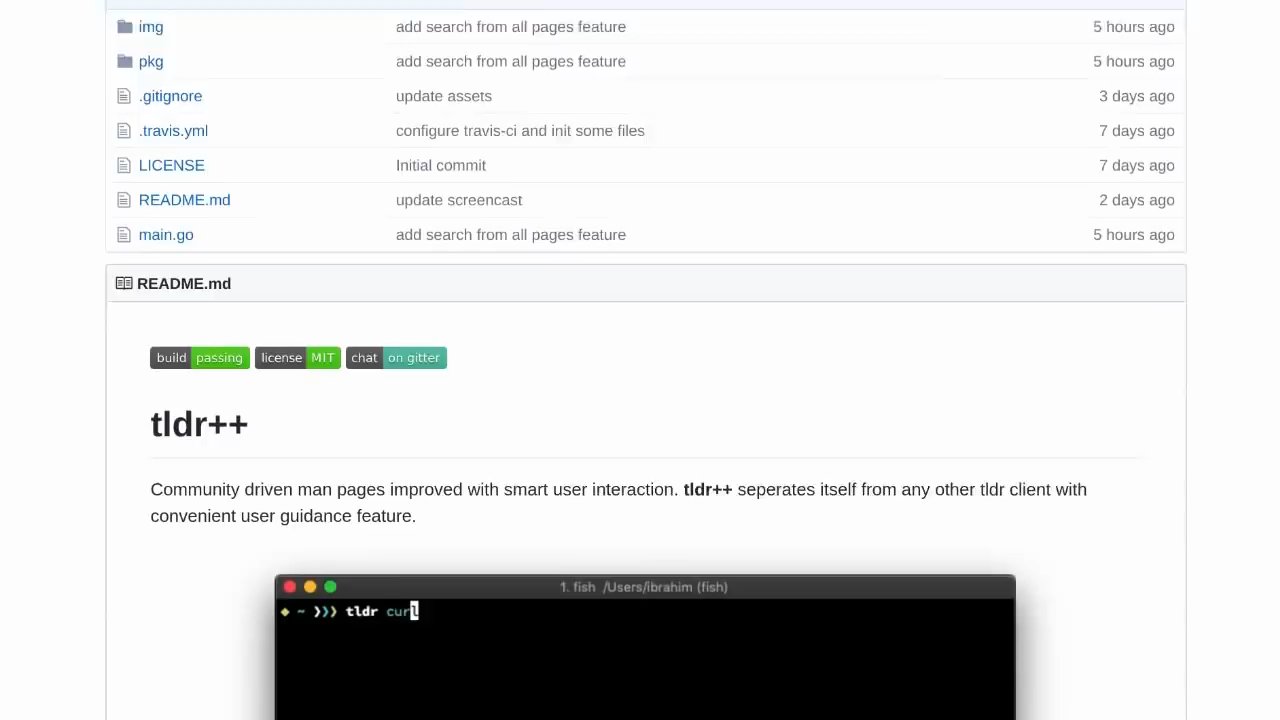 img add search from all pages feature 5 hours ago
pkg add search from all pages feature 5 hours ago
.gitignore update assets 3 days ago
.travis.yml configure travis-ci and init some files 7 days ago
LICENSE Initial commit 7 days ago
README.md update screencast 2 days ago
main.go add search from all pages feature 5 hours ago
README.md
build passing license MIT chat on gitter
tldr++
Community driven man pages improved with smart user interaction. tldr++ seperates itself from any other tldr client with
convenient user guidance feature.
1. fish /Users/ibrahim (fish)
~ ❯❯❯ tldr curl